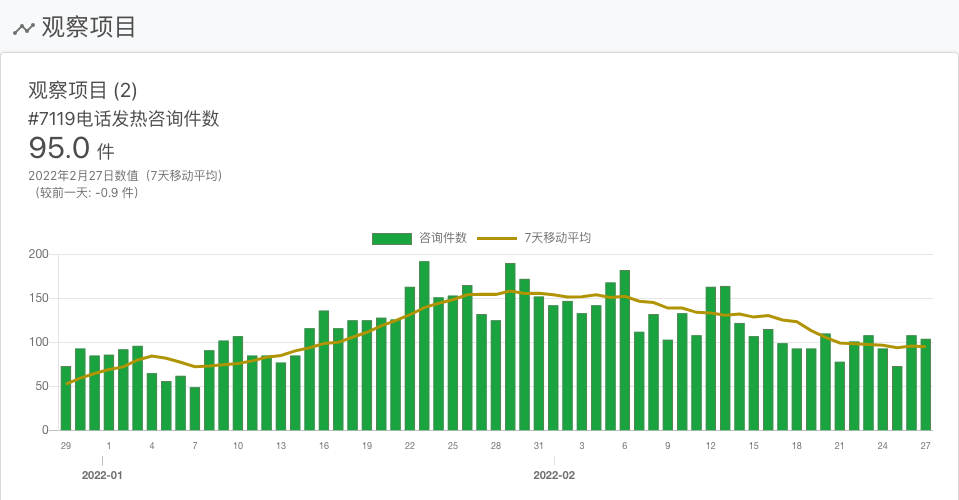 观察项目
观察项目 (2)
#7119电话发热咨询件数
95.0 件
2022年2月27日数值（7天移动平均）
（较前一天: -0.9 件）
咨询件数 7天移动平均
200
150
100
50
0
29 1 4 7 10 13 16 19 22 25 28 31 3 6 9 12 15 18 21 24 27
2022-01 2022-02